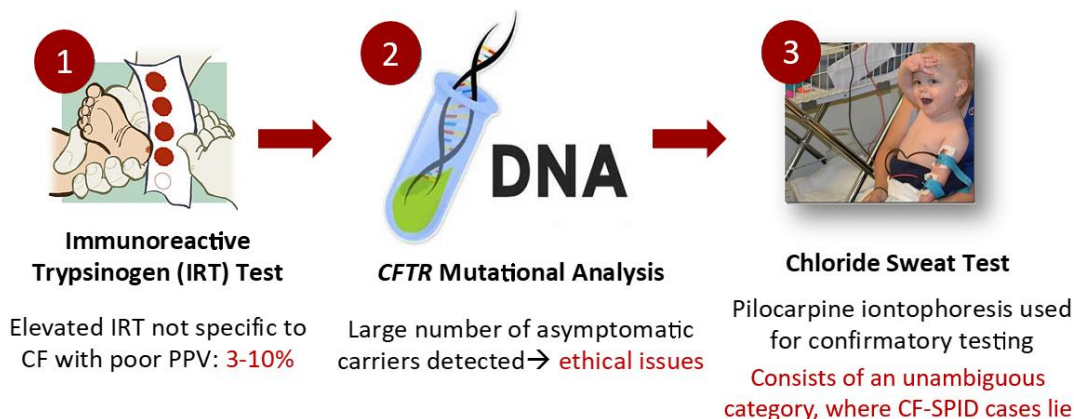 1
Immunoreactive
Trypsinogen (IRT) Test
Elevated IRT not specific to
CF with poor PPV: 3-10%
2
DNA
CFTR Mutational Analysis
Large number of asymptomatic
carriers detected→ ethical issues
3
Chloride Sweat Test
Pilocarpine iontophoresis used
for confirmatory testing
Consists of an unambiguous
category, where CF-SPID cases lie